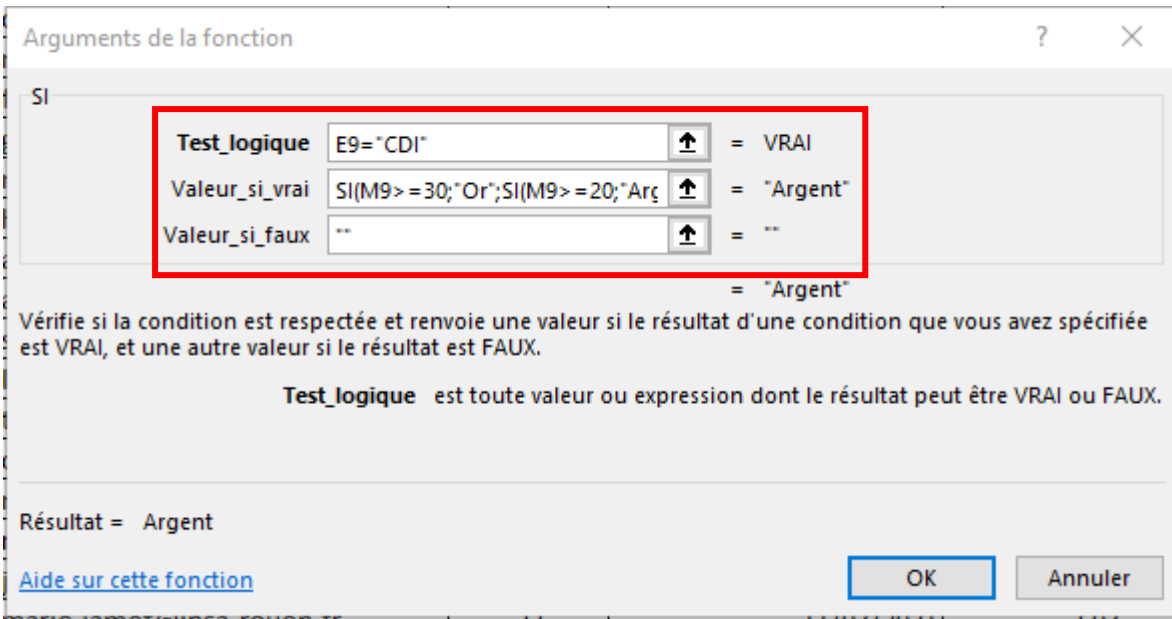 Arguments de la fonction ? ×
SI
Test_logique E9="CDI" = VRAI
Valeur_si_vrai SI(M9>=30;"Or";SI(M9>=20;"Arg = "Argent"
Valeur_si_faux "" = ""
= "Argent"
Vérifie si la condition est respectée et renvoie une valeur si le résultat d'une condition que vous avez spécifiée
est VRAI, et une autre valeur si le résultat est FAUX.
Test_logique est toute valeur ou expression dont le résultat peut être VRAI ou FAUX.
Résultat = Argent
Aide sur cette fonction OK Annuler